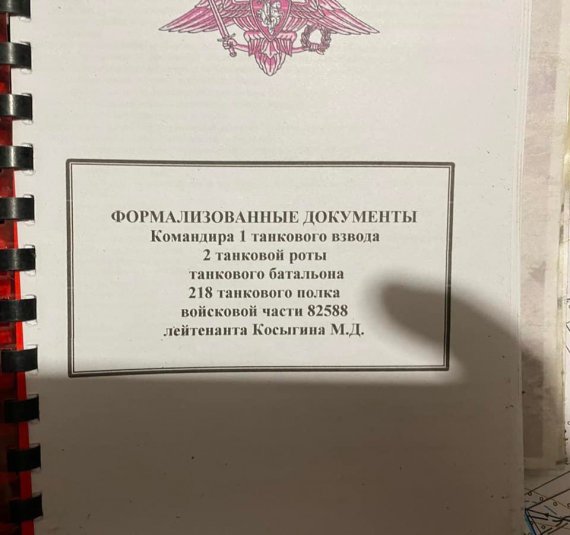 ФОРМАЛИЗОВАННЫЕ ДОКУМЕНТЫ
Командира 1 танкового взвода
2 танковой роты
танкового батальона
218 танкового полка
войсковой части 82588
лейтенанта Косыгина М.Д.